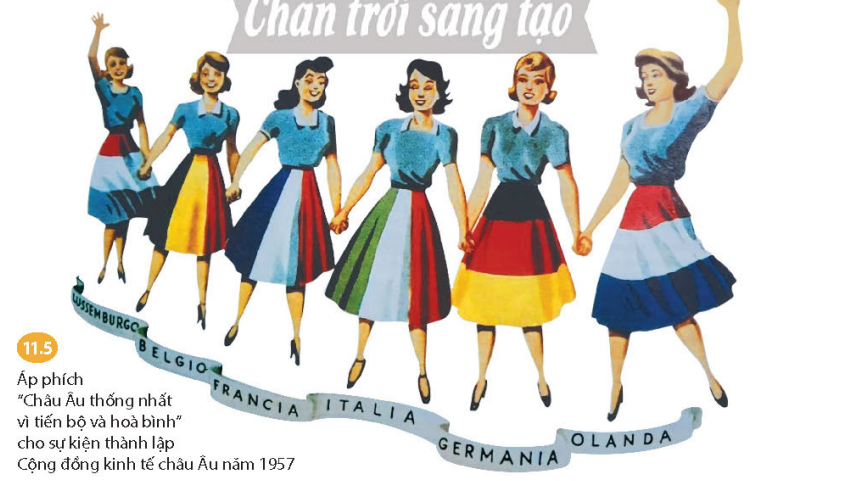 Chân trời sáng tạo
LUSSEMBURGO
BELGIO
FRANCIA
ITALIA
GERMANIA
OLANDA
11.5
Áp phích
“Châu Âu thống nhất
vì tiến bộ và hoà bình”
cho sự kiện thành lập
Cộng đồng kinh tế châu Âu năm 1957